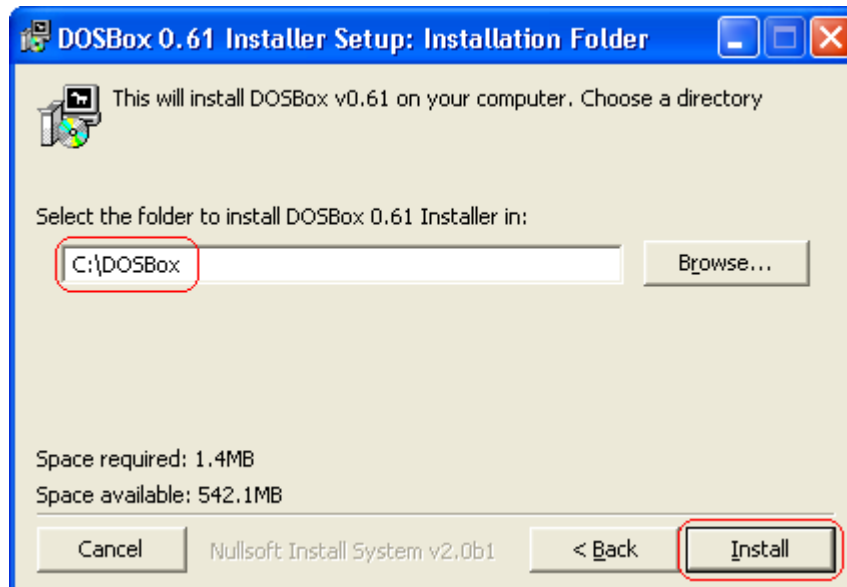 DOSBox 0.61 Installer Setup: Installation Folder
This will install DOSBox v0.61 on your computer. Choose a directory
Select the folder to install DOSBox 0.61 Installer in:
C:\DOSBox
Browse...
Space required: 1.4MB
Space available: 542.1MB
Cancel
Nullsoft Install System v2.0b1
< Back
Install